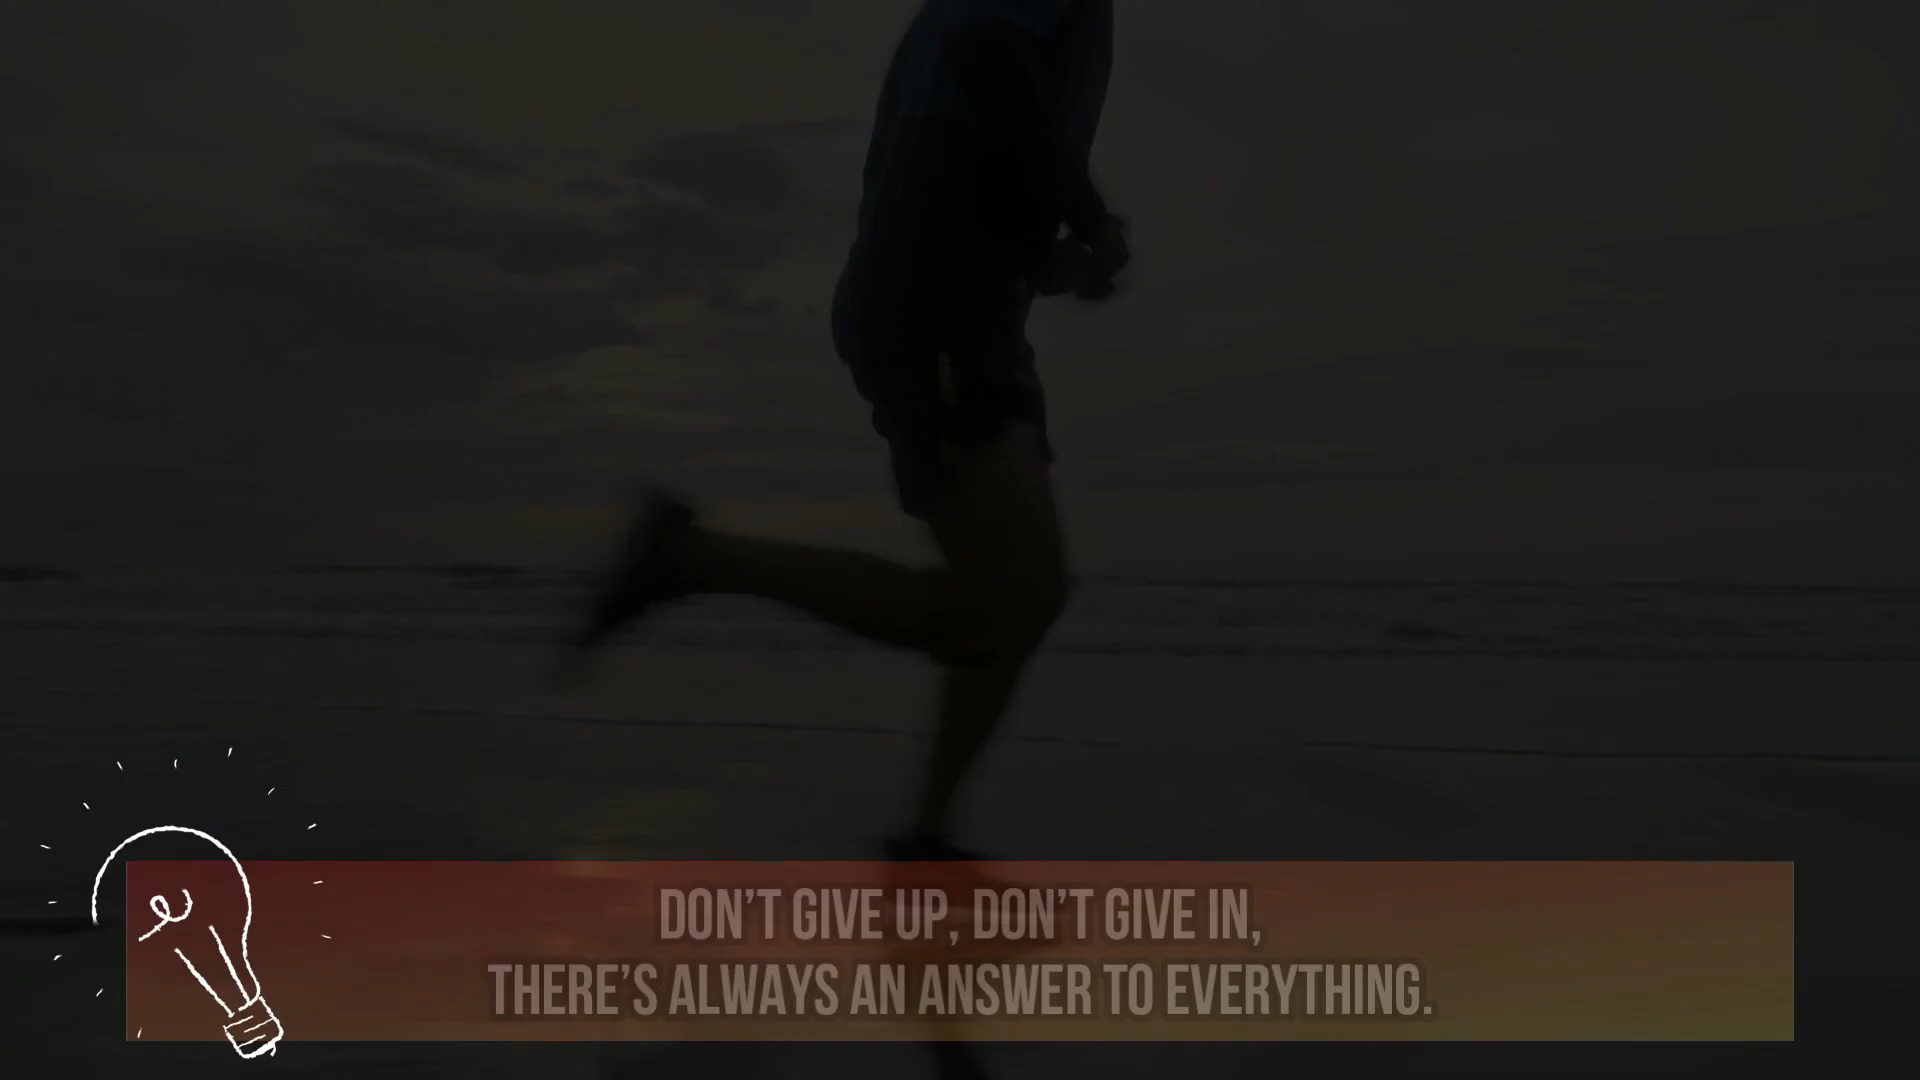 DON’T GIVE UP, DON’T GIVE IN,
THERE’S ALWAYS AN ANSWER TO EVERYTHING.